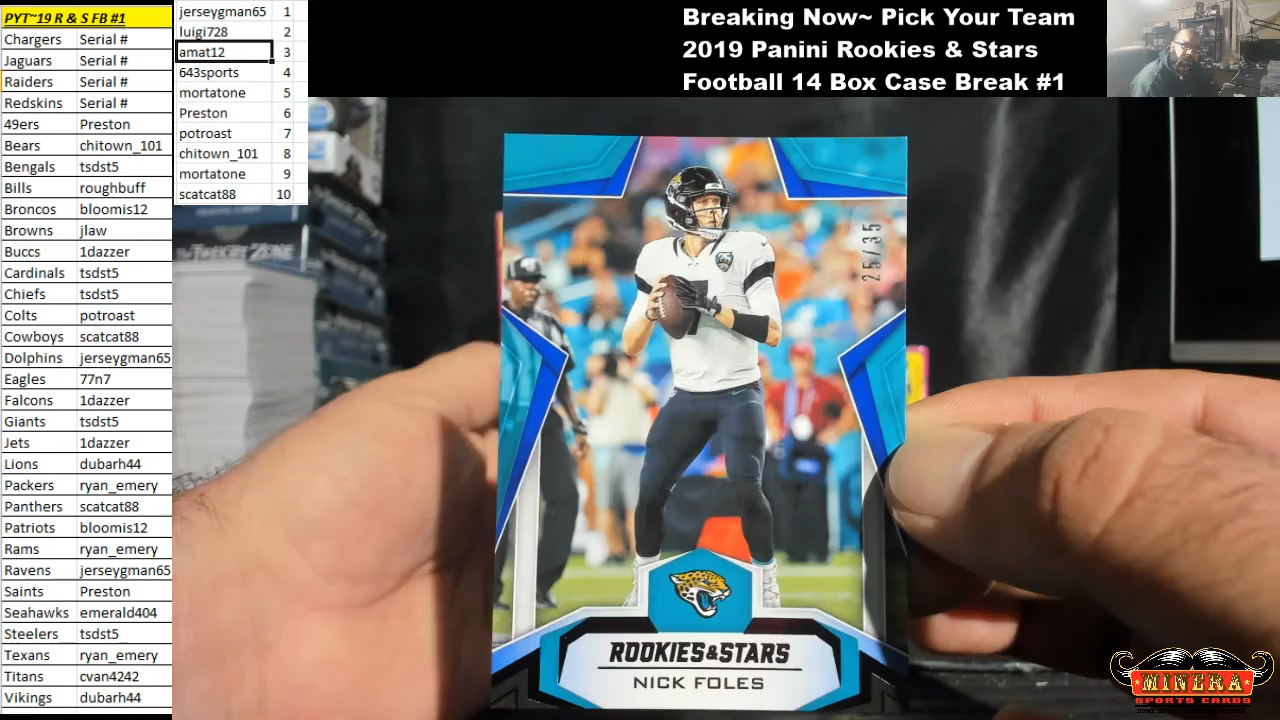 PYT~19 R & S FB #1
Chargers Serial #
Jaguars Serial #
Raiders Serial #
Redskins Serial #
49ers Preston
Bears chitown_101
Bengals tsdst5
Bills roughbuff
Broncos bloomis12
Browns jlaw
Buccs 1dazzer
Cardinals tsdst5
Chiefs tsdst5
Colts potroast
Cowboys scatcat88
Dolphins jerseygman65
Eagles 77n7
Falcons 1dazzer
Giants tsdst5
Jets 1dazzer
Lions dubarh44
Packers ryan_emery
Panthers scatcat88
Patriots bloomis12
Rams ryan_emery
Ravens jerseygman65
Saints Preston
Seahawks emerald404
Steelers tsdst5
Texans ryan_emery
Titans cvan4242
Vikings dubarh44
jerseygman65 1
luigi728 2
amat12 3
643sports 4
mortatone 5
Preston 6
potroast 7
chitown_101 8
mortatone 9
scatcat88 10
Breaking Now~ Pick Your Team
2019 Panini Rookies & Stars
Football 14 Box Case Break #1
25/35
ROOKIES & STARS
NICK FOLES
MINERA
SPORTS CARDS